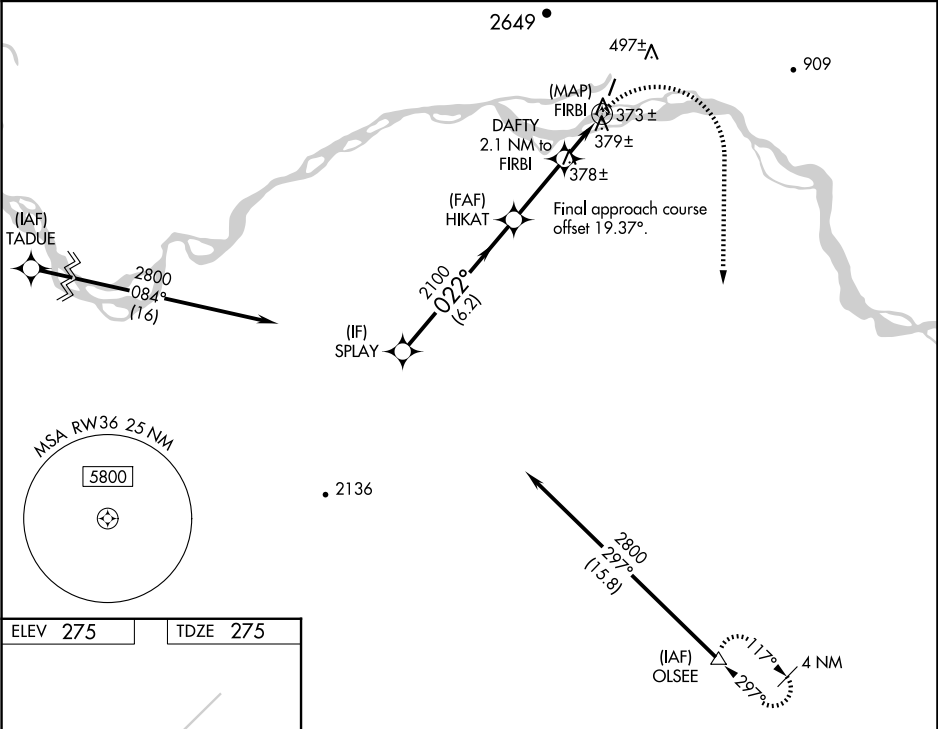 2649
497±
909
(MAP)
FIRBI
373 ±
DAFTY
2.1 NM to
FIRBI
379±
378±
(FAF)
HIKAT
Final approach course
offset 19.37°.
(IAF)
TADUE
2800
084°
(16)
2100
022°
(6.2)
(IF)
SPLAY
MSA RW36 25 NM
5800
2136
2800
297°
(15.8)
(IAF)
OLSEE
117°
4 NM
297°
ELEV 275
TDZE 275